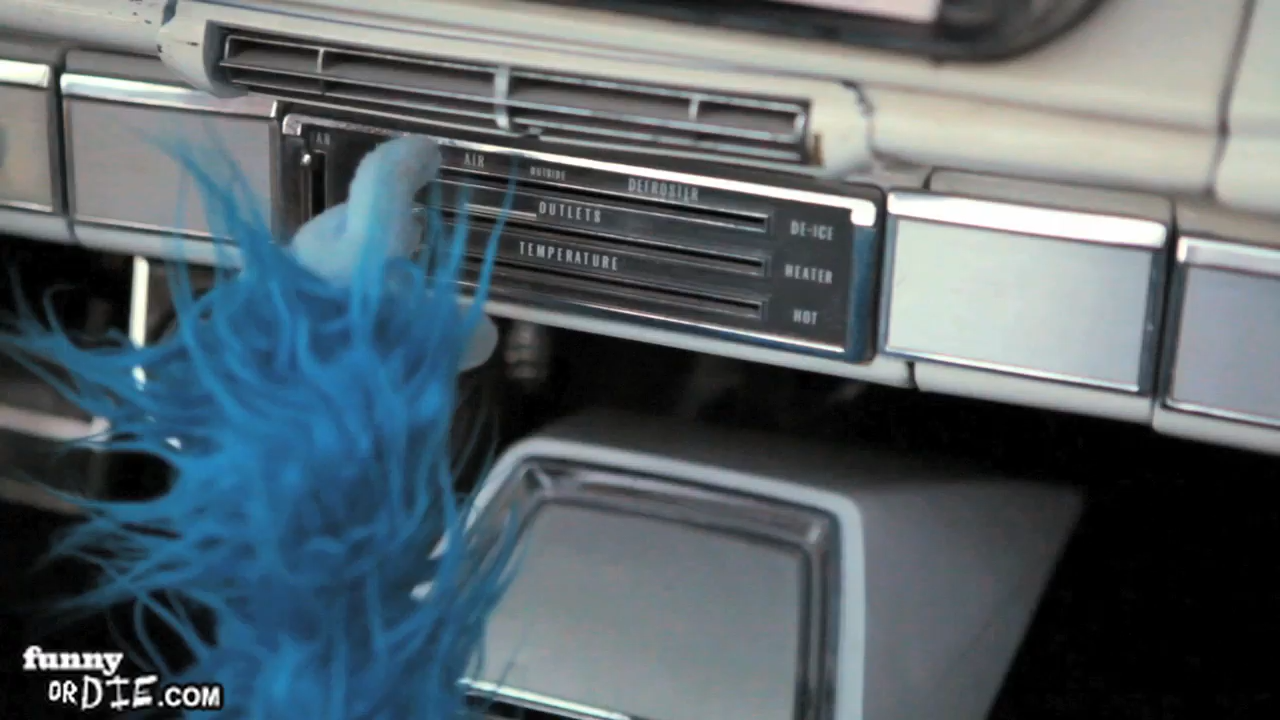 AIR
OUTSIDE
DEFROSTER
OUTLETS
DE-ICE
TEMPERATURE
HEATER
HOT
funny
OR DIE.COM